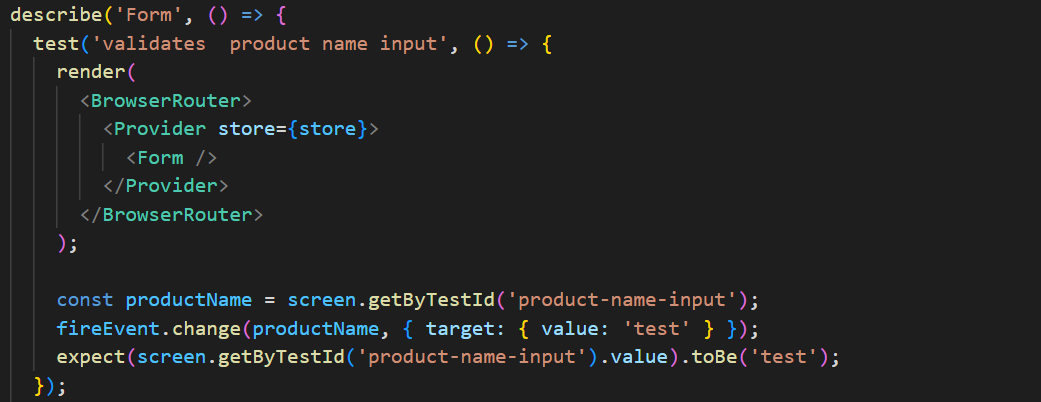 describe('Form', () => {
  test('validates  product name input', () => {
    render(
      <BrowserRouter>
        <Provider store={store}>
          <Form />
        </Provider>
      </BrowserRouter>
    );

    const productName = screen.getByTestId('product-name-input');
    fireEvent.change(productName, { target: { value: 'test' } });
    expect(screen.getByTestId('product-name-input').value).toBe('test');
  });